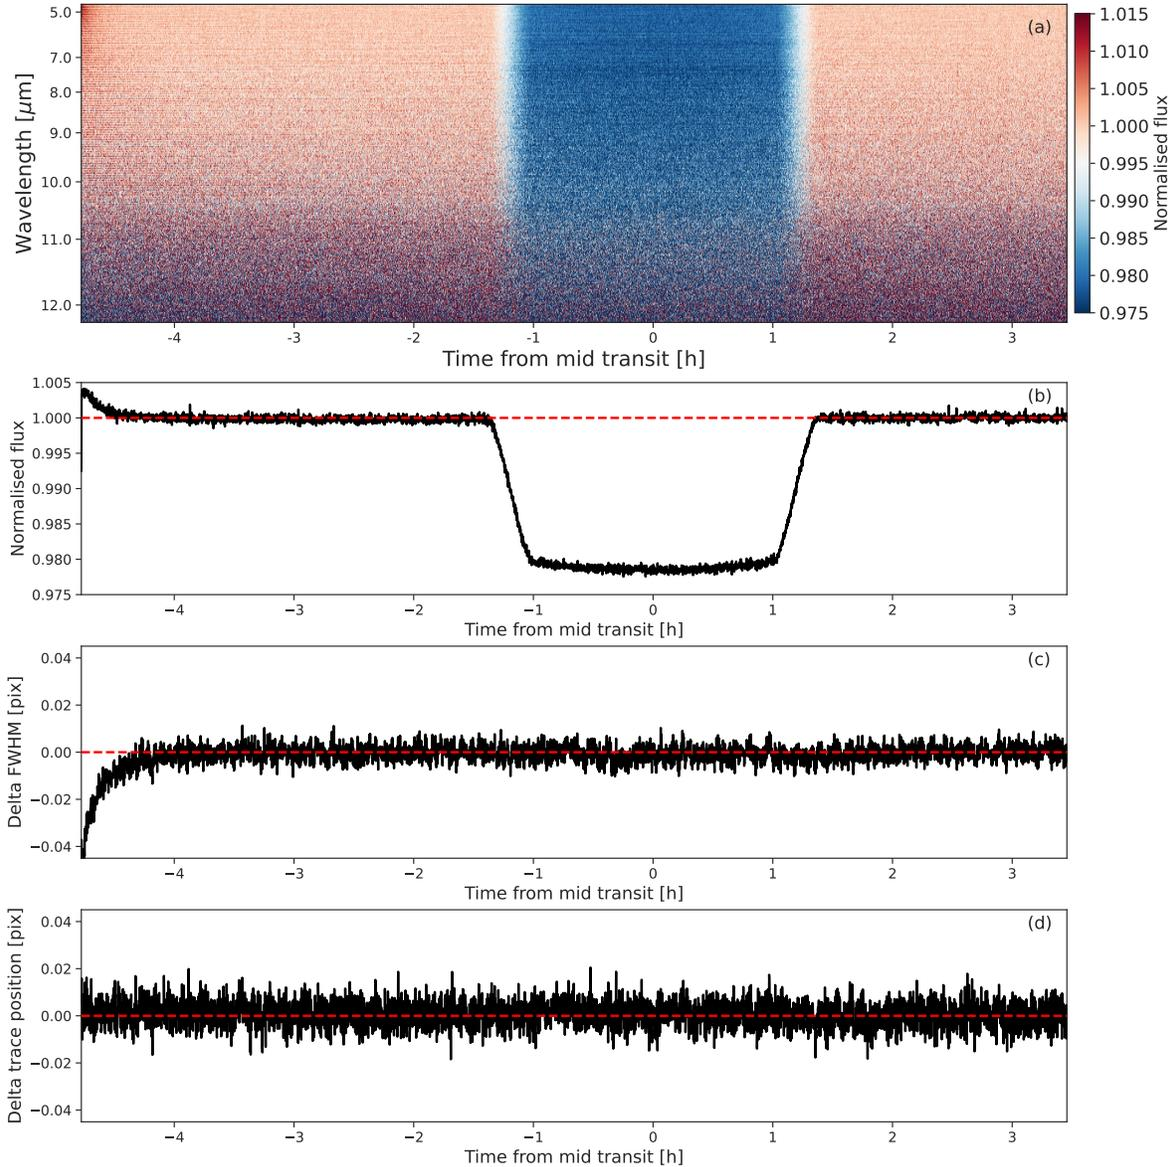 (a)
5.0
7.0
8.0
9.0
10.0
11.0
12.0
Wavelength [μm]
-4 -3 -2 -1 0 1 2 3
Time from mid transit [h]
1.015
1.010
1.005
1.000
0.995
0.990
0.985
0.980
0.975
Normalised flux
(b)
1.005
1.000
0.995
0.990
0.985
0.980
0.975
Normalised flux
−4 −3 −2 −1 0 1 2 3
Time from mid transit [h]
(c)
0.04
0.02
0.00
−0.02
−0.04
Delta FWHM [pix]
−4 −3 −2 −1 0 1 2 3
Time from mid transit [h]
(d)
0.04
0.02
0.00
−0.02
−0.04
Delta trace position [pix]
−4 −3 −2 −1 0 1 2 3
Time from mid transit [h]